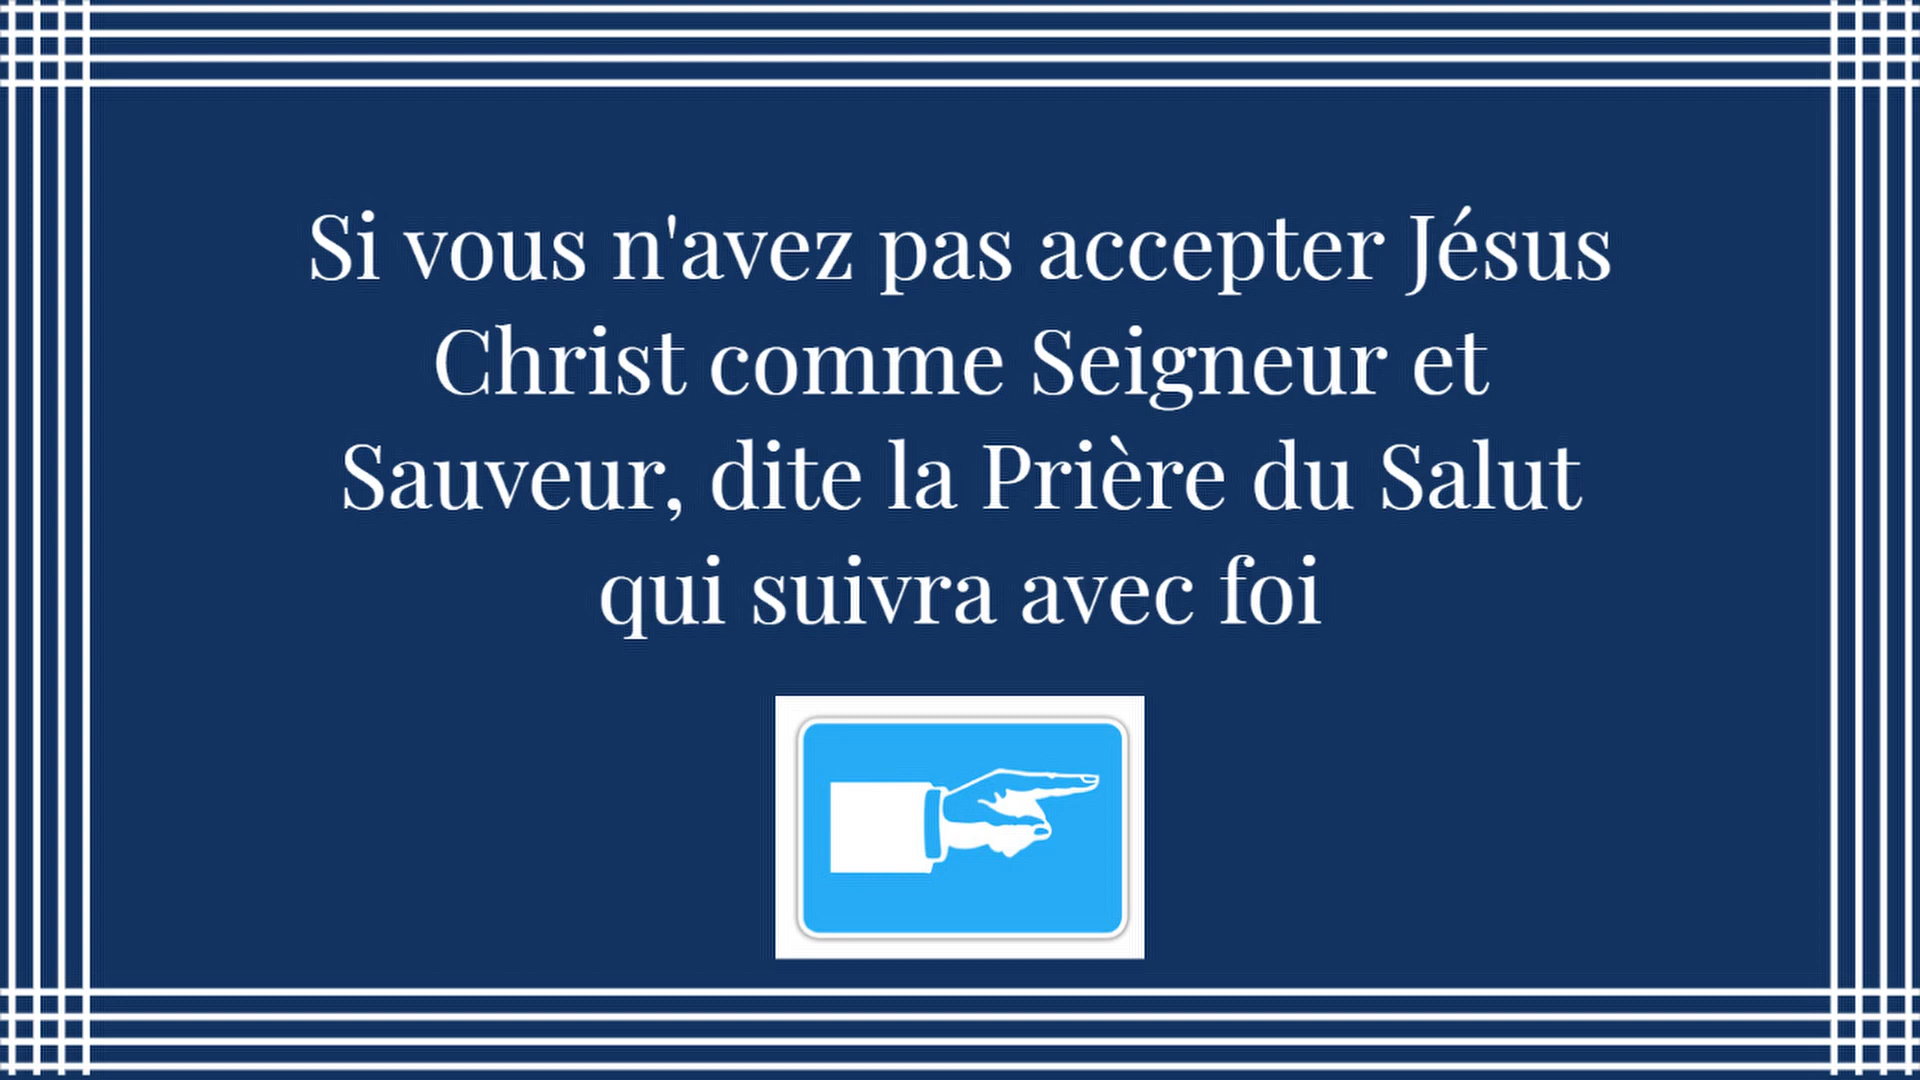 Si vous n'avez pas accepter Jésus
Christ comme Seigneur et
Sauveur, dite la Prière du Salut
qui suivra avec foi